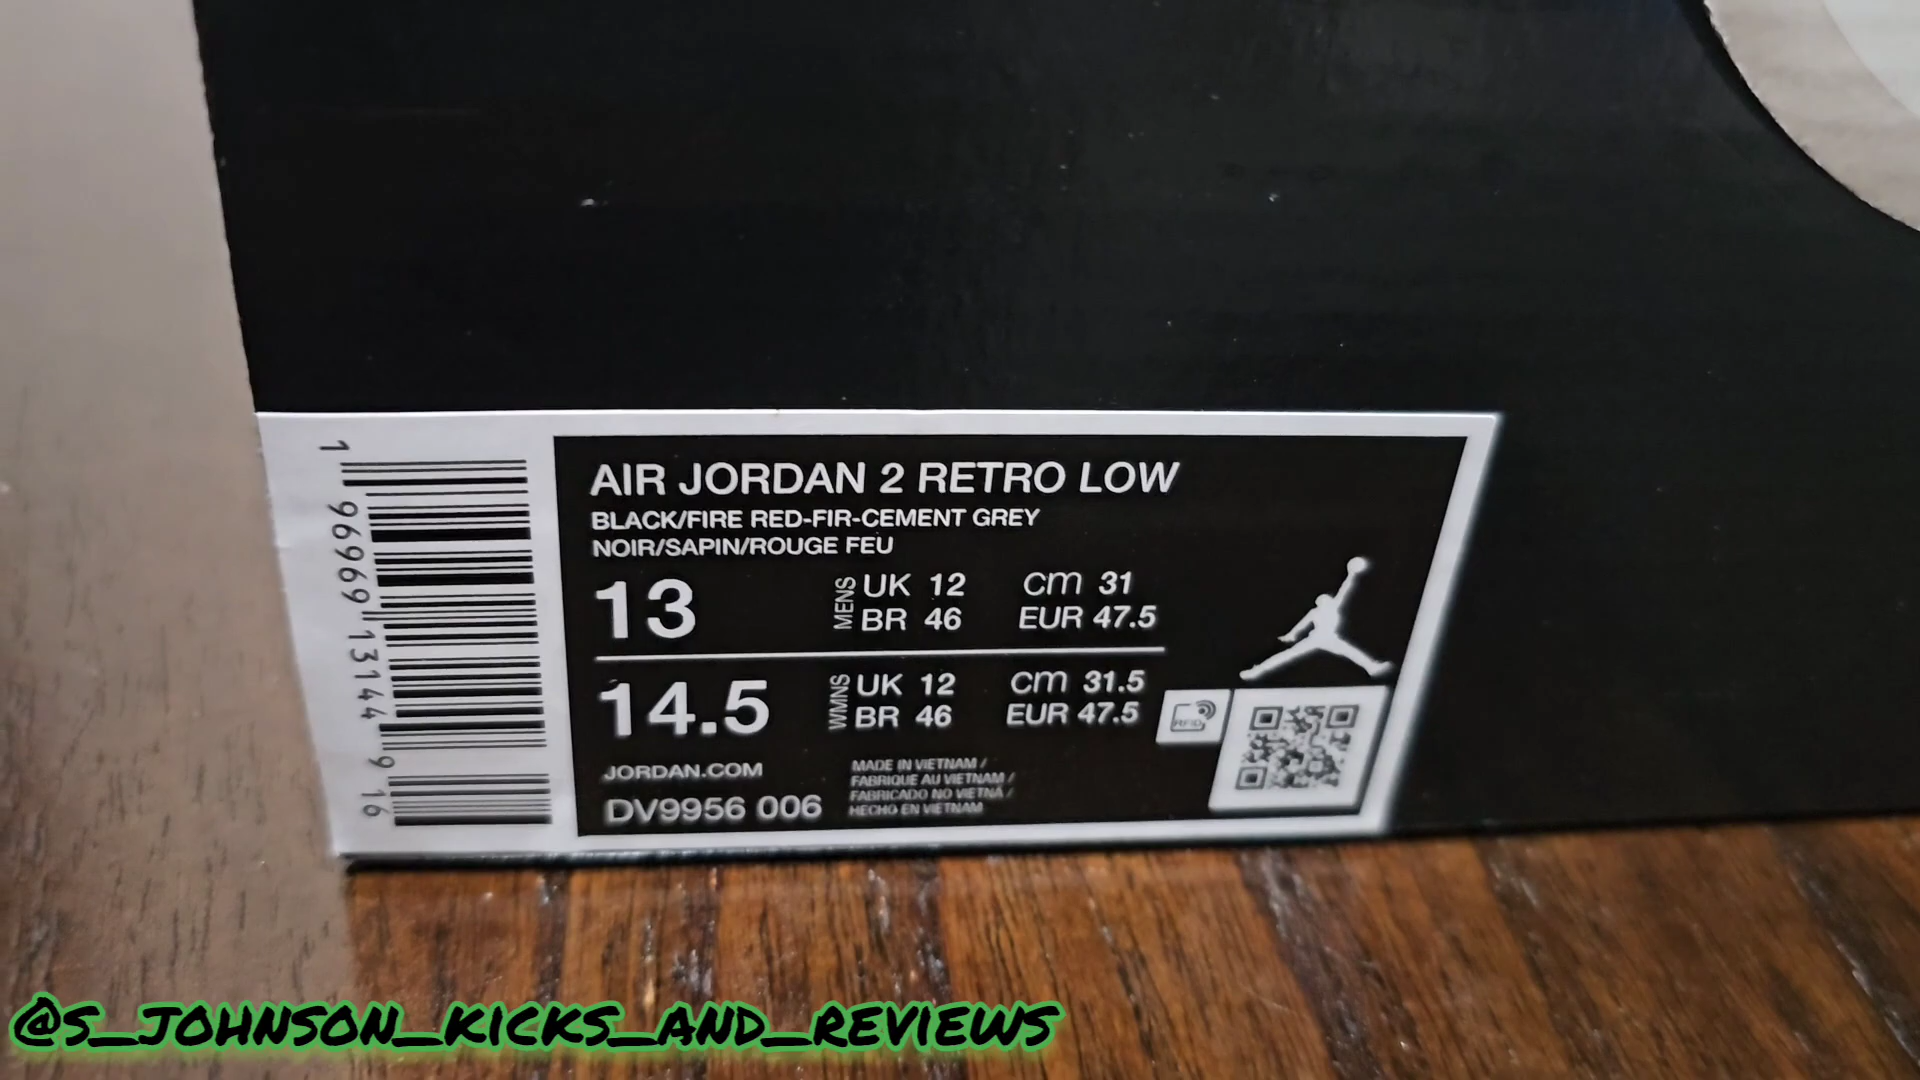 AIR JORDAN 2 RETRO LOW
BLACK/FIRE RED-FIR-CEMENT GREY
NOIR/SAPIN/ROUGE FEU
13 MENS UK 12 cm 31
BR 46 EUR 47.5
14.5 WMNS UK 12 cm 31.5
BR 46 EUR 47.5
RFID
JORDAN.COM
DV9956 006
MADE IN VIETNAM /
FABRIQUE AU VIETNAM /
FABRICADO NO VIETNÃ /
HECHO EN VIETNAM
1 96969 13144 9 16
@S_JOHNSON_KICKS_AND_REVIEWS